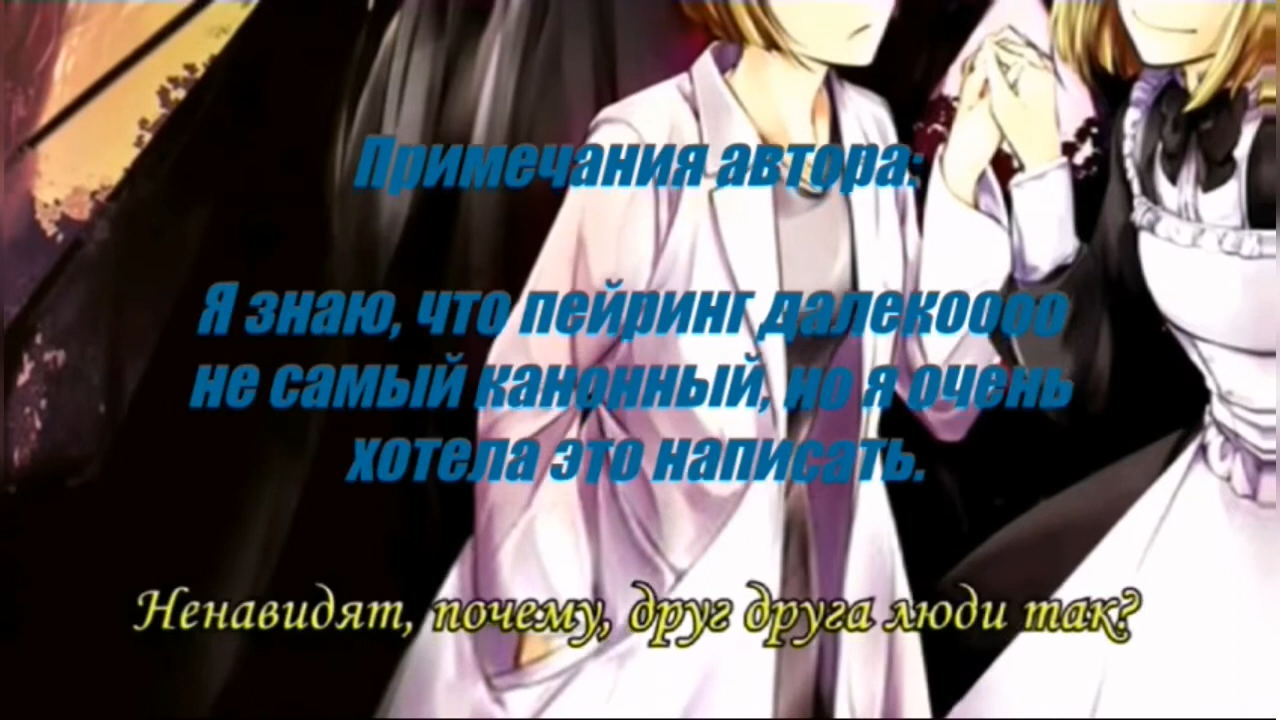 Примечания автора:
Я знаю, что пейринг далекоооо
не самый канонный, но я очень
хотела это написать.
Ненавидят, почему, друг друга люди так?